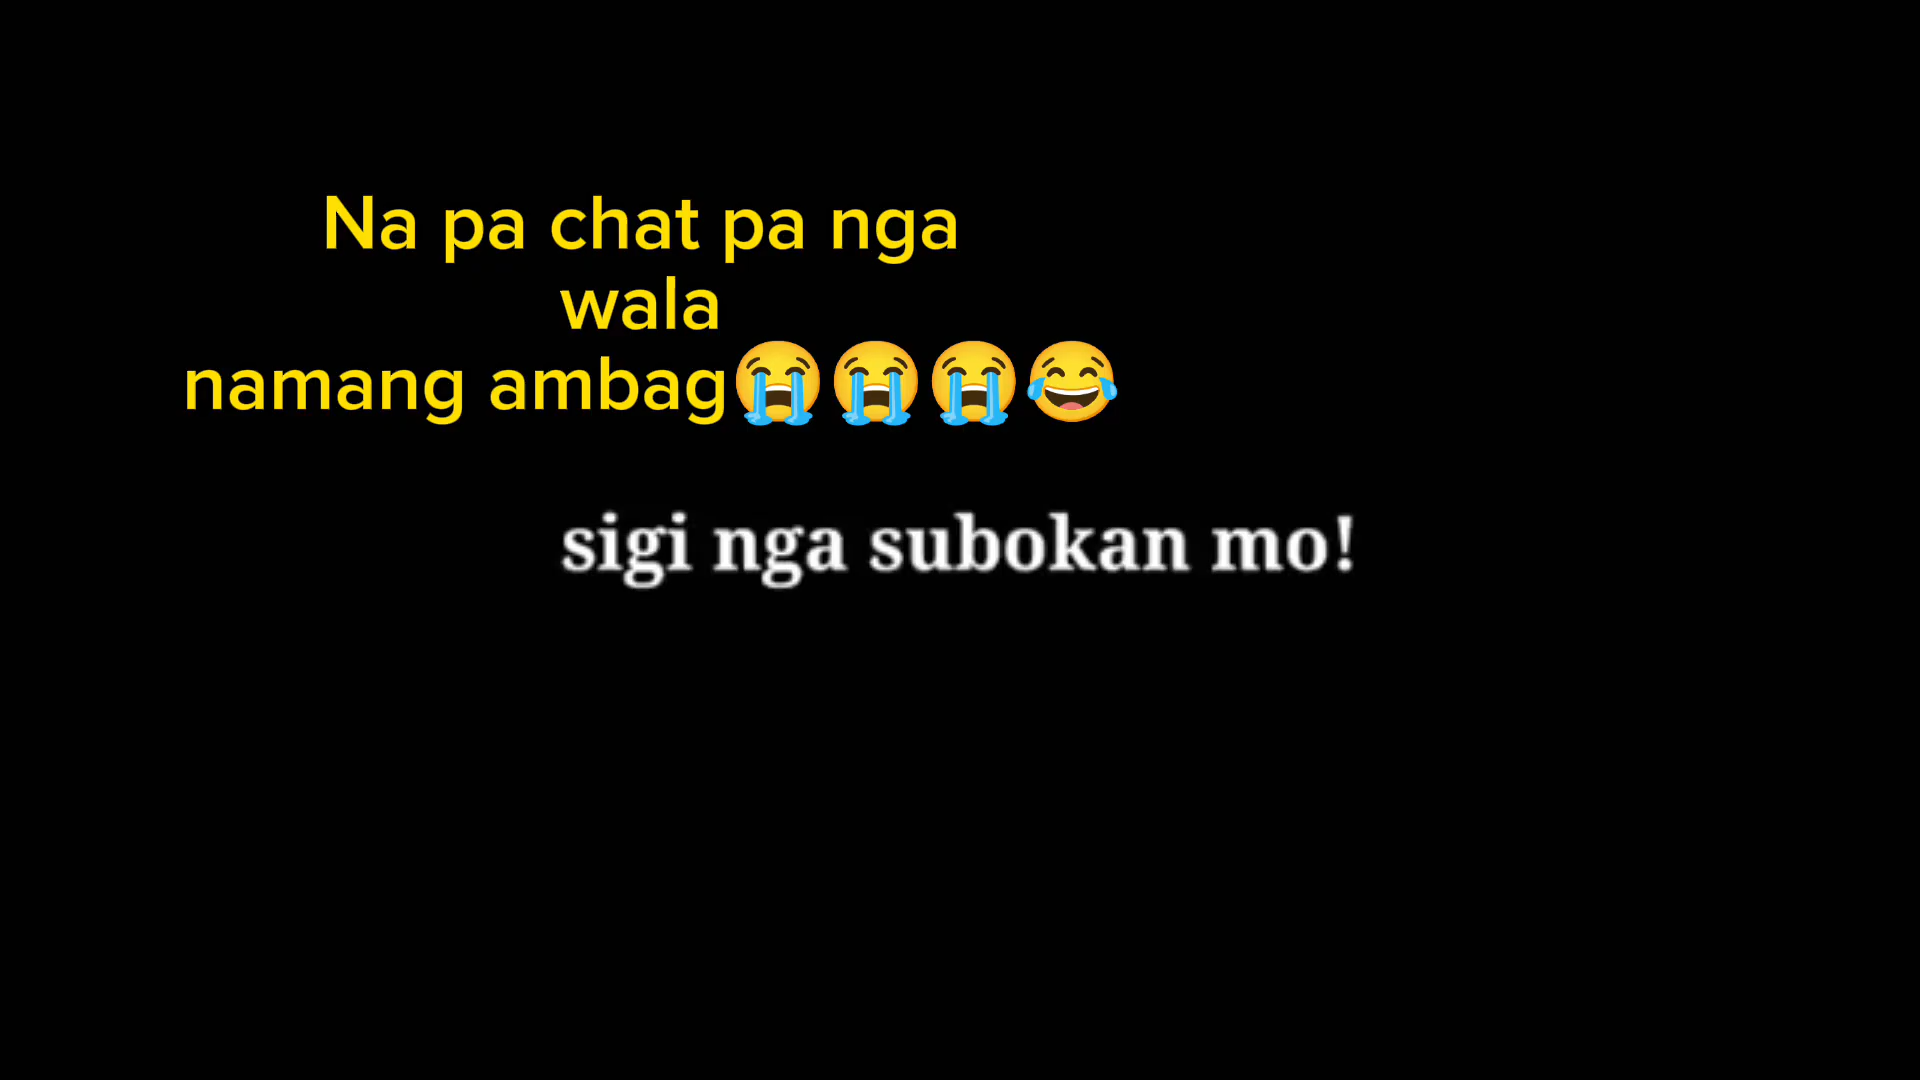 Na pa chat pa nga
wala
namang ambag😭😭😭😂
sigi nga subokan mo!